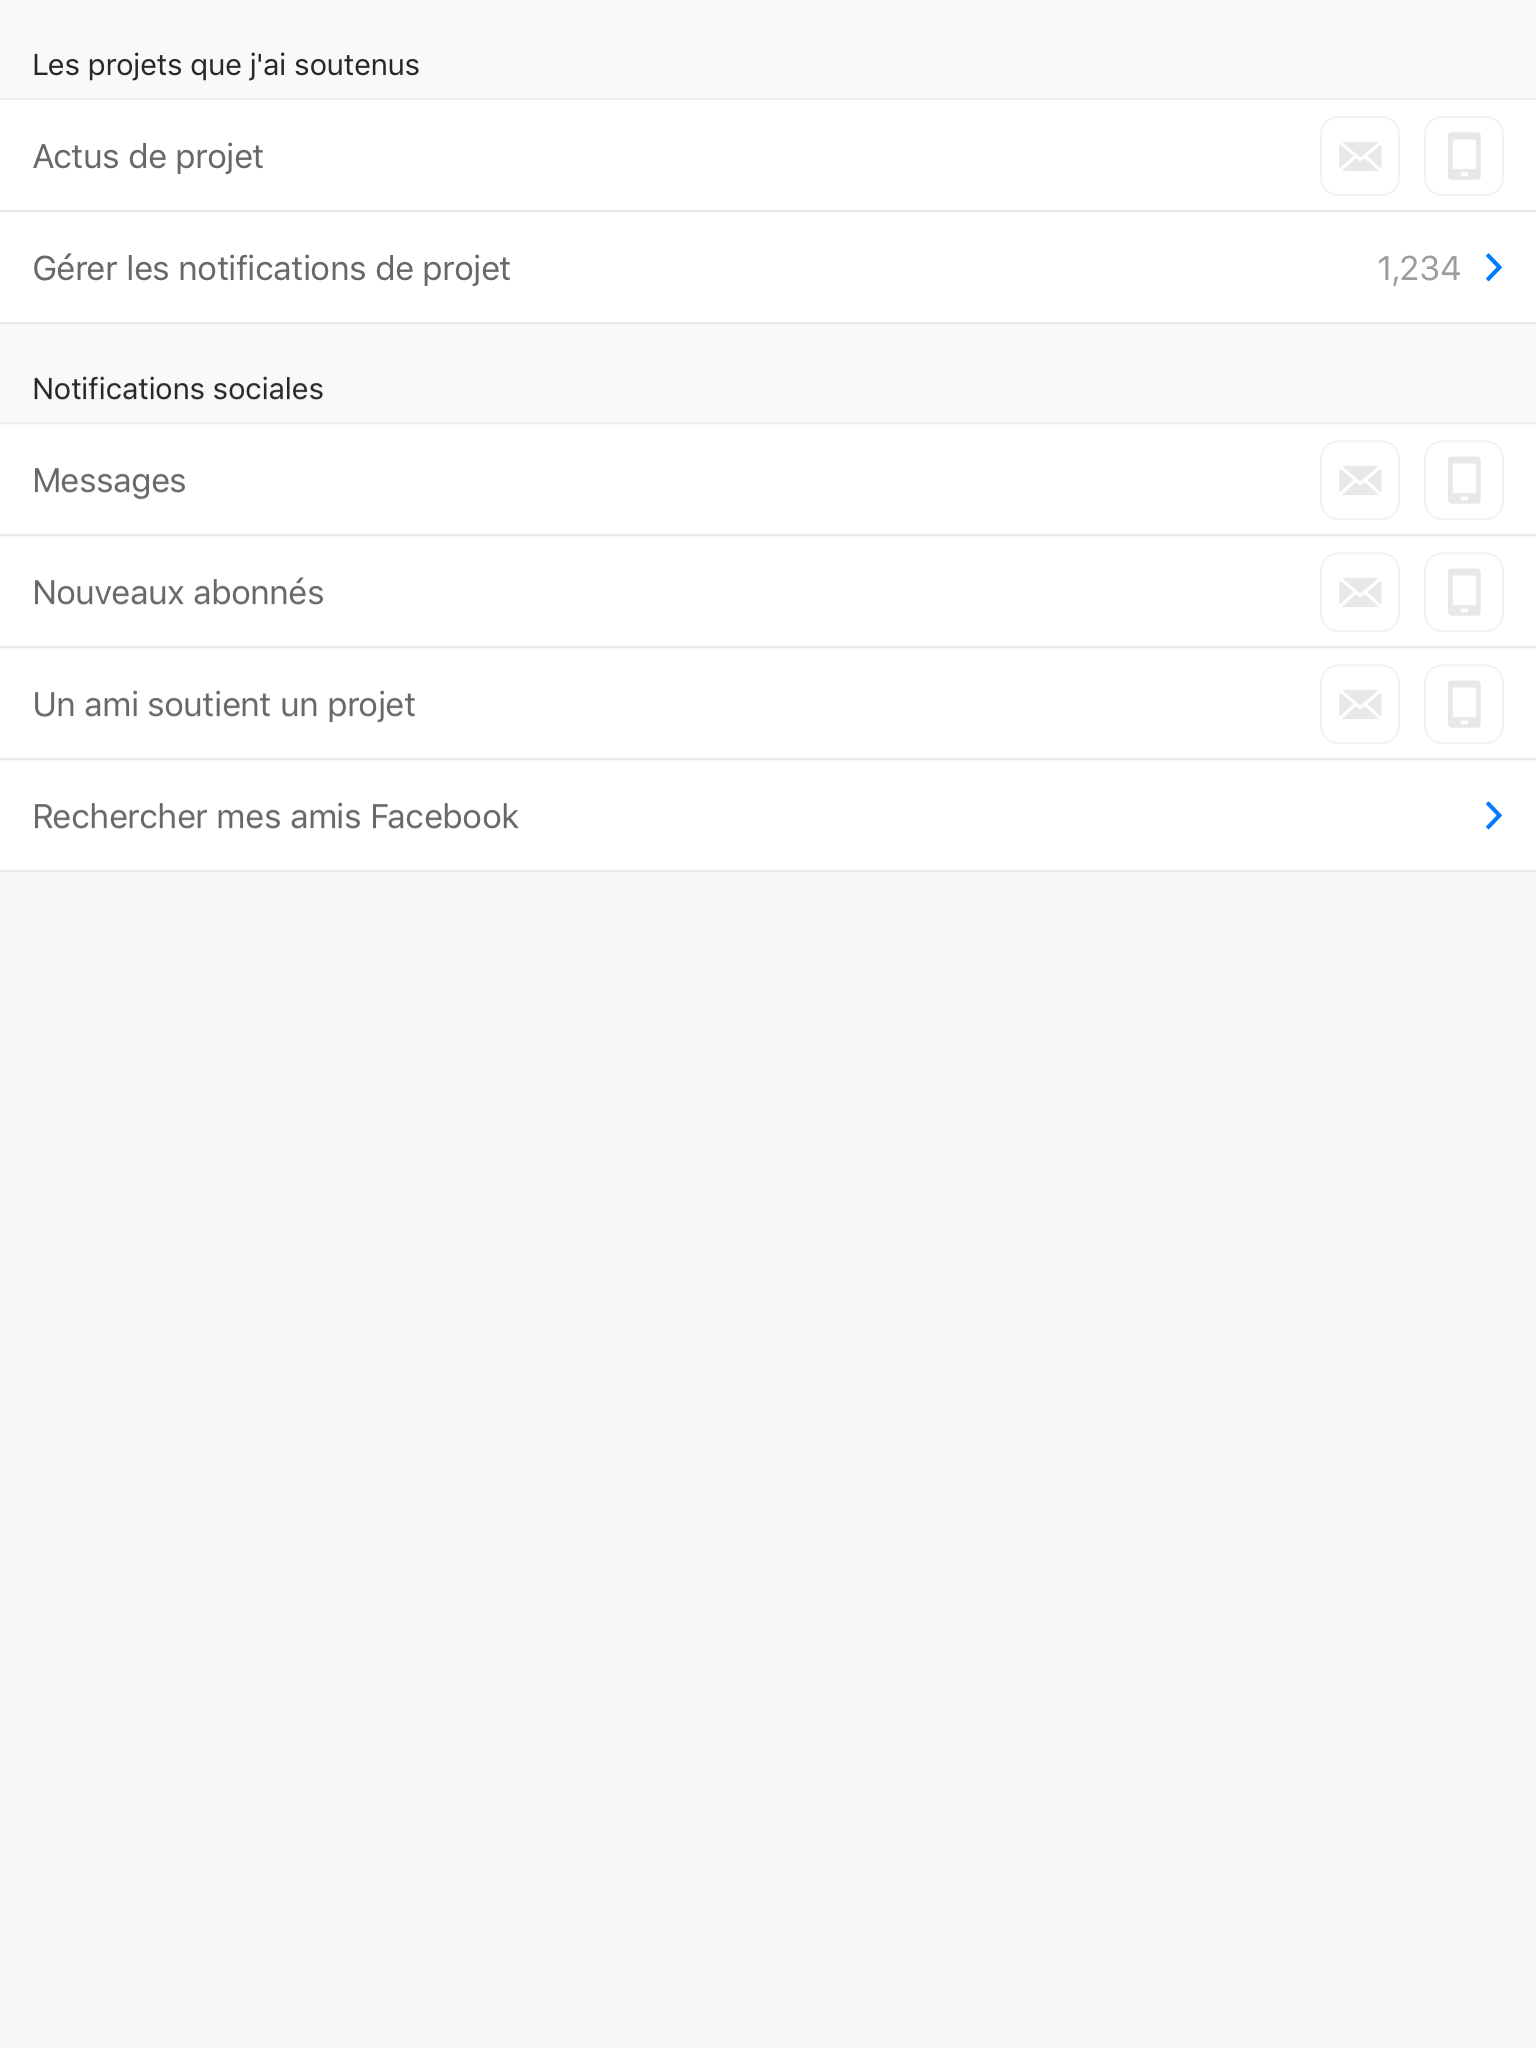 Les projets que j'ai soutenus
Actus de projet
Gérer les notifications de projet 1,234
Notifications sociales
Messages
Nouveaux abonnés
Un ami soutient un projet
Rechercher mes amis Facebook